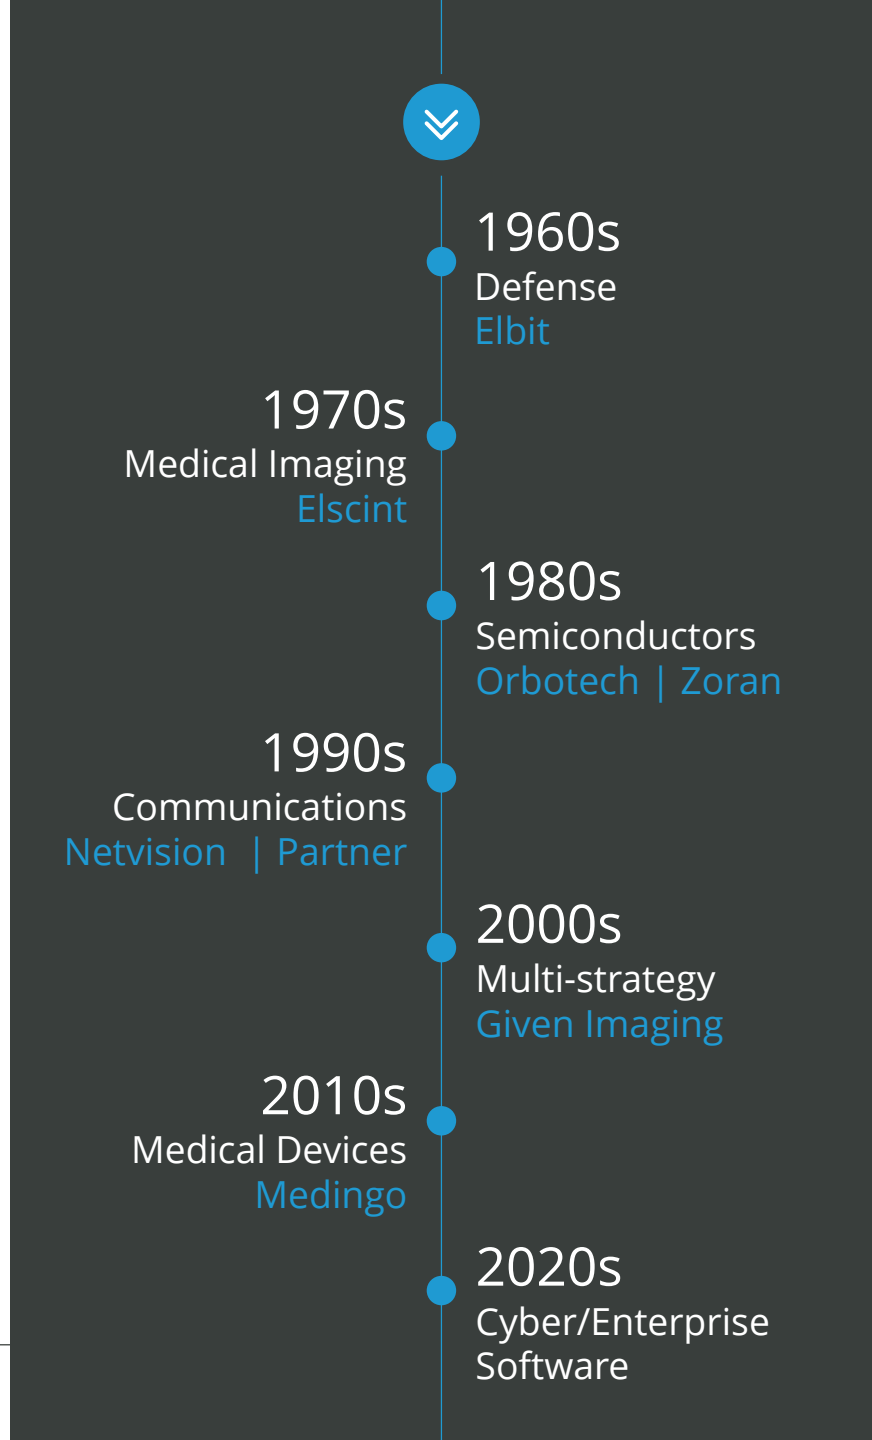 1960s
Defense
Elbit
1970s
Medical Imaging
Elscint
1980s
Semiconductors
Orbotech | Zoran
1990s
Communications
Netvision | Partner
2000s
Multi-strategy
Given Imaging
2010s
Medical Devices
Medingo
2020s
Cyber/Enterprise
Software